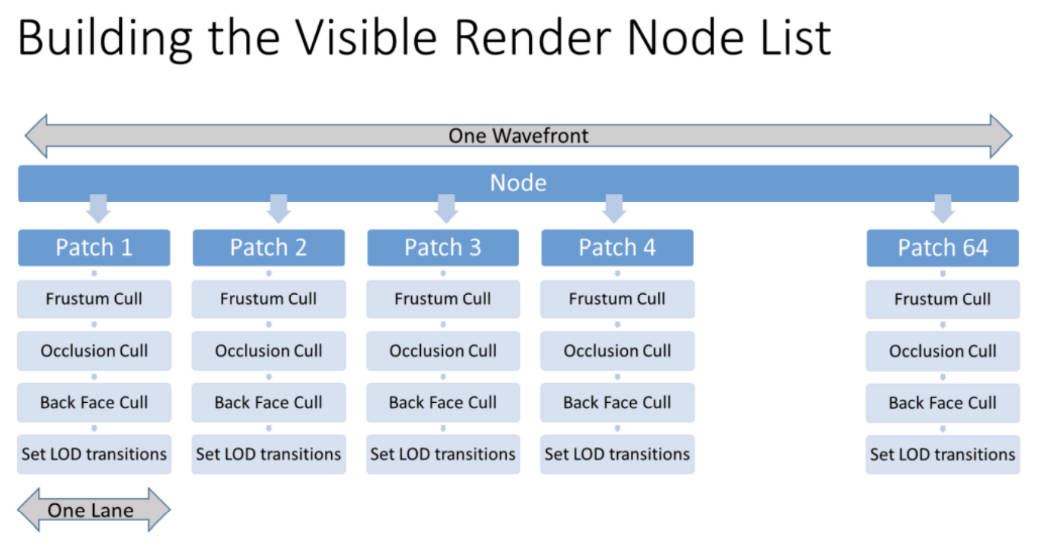 Building the Visible Render Node List
One Wavefront
Node
Patch 1
Patch 2
Patch 3
Patch 4
Patch 64
Frustum Cull
Frustum Cull
Frustum Cull
Frustum Cull
Frustum Cull
Occlusion Cull
Occlusion Cull
Occlusion Cull
Occlusion Cull
Occlusion Cull
Back Face Cull
Back Face Cull
Back Face Cull
Back Face Cull
Back Face Cull
Set LOD transitions
Set LOD transitions
Set LOD transitions
Set LOD transitions
Set LOD transitions
One Lane